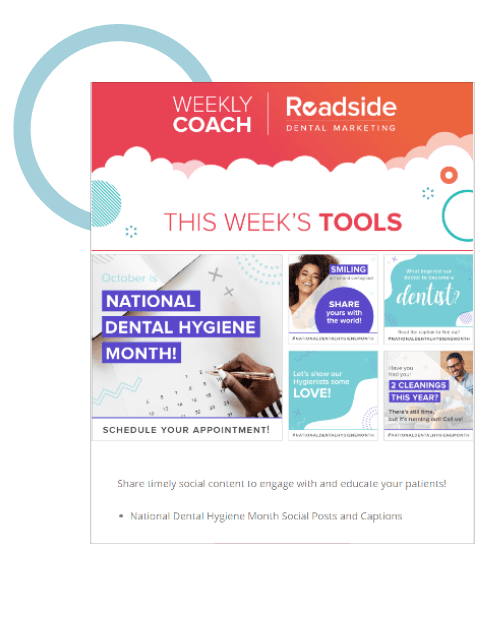 WEEKLY
COACH
Roadside
DENTAL MARKETING
THIS WEEK'S TOOLS
October is
NATIONAL
DENTAL HYGIENE
MONTH!
SCHEDULE YOUR APPOINTMENT!
SMILING
SHARE
yours with
the world!
#NATIONALDENTALHYGIENEMONTH
What inspired our
doctor to become a
dentist?
Read the caption to find out!
#NATIONALDENTALHYGIENEMONTH
Let's show our
Hygienists some
LOVE!
#NATIONALDENTALHYGIENEMONTH
Have you
had your
2 CLEANINGS
THIS YEAR?
There's still time,
but it's running out! Call us!
#NATIONALDENTALHYGIENEMONTH
Share timely social content to engage with and educate your patients!
• National Dental Hygiene Month Social Posts and Captions